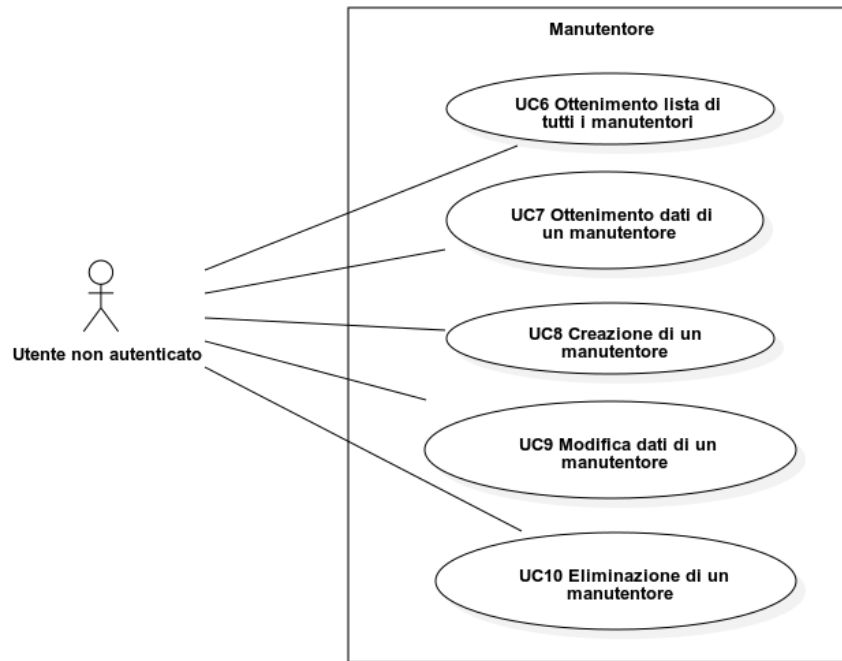 Manutentore
UC6 Ottenimento lista di
tutti i manutentori
UC7 Ottenimento dati di
un manutentore
UC8 Creazione di un
manutentore
Utente non autenticato
UC9 Modifica dati di un
manutentore
UC10 Eliminazione di un
manutentore